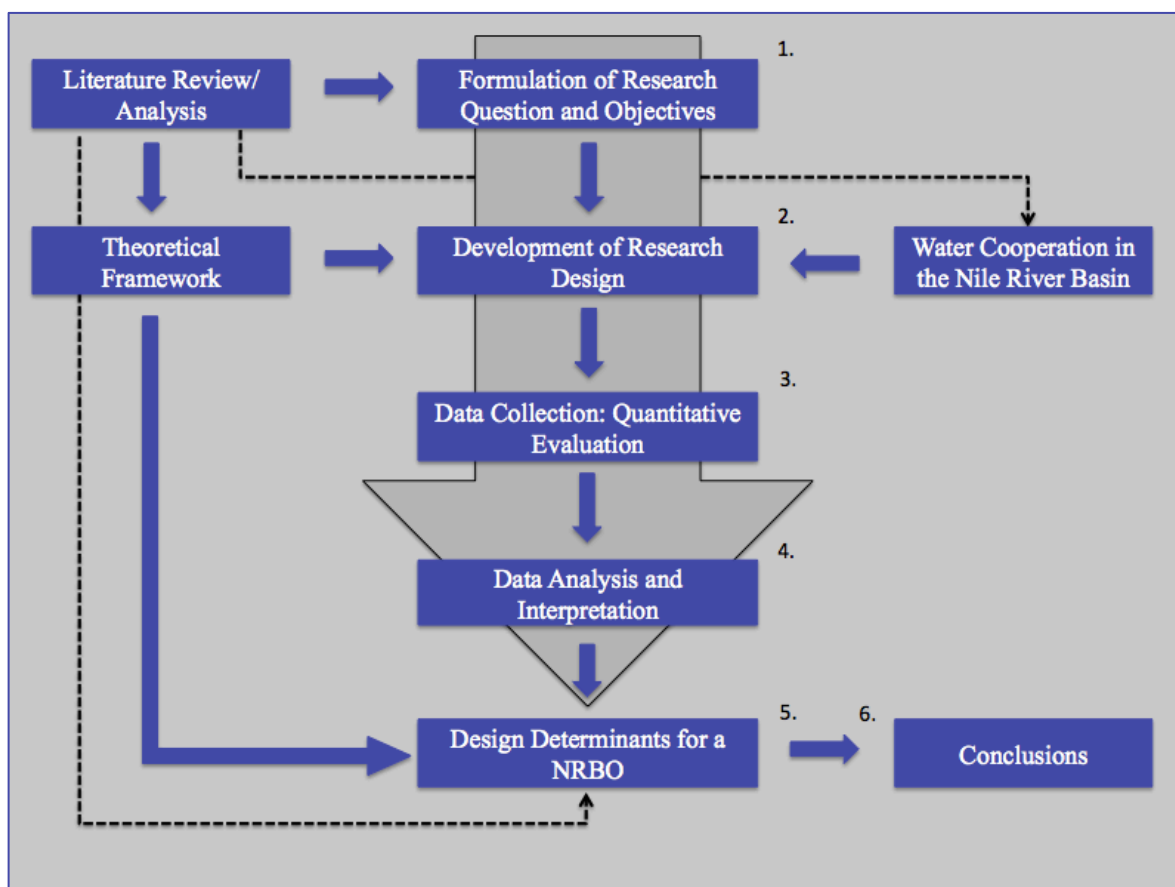 1.
Literature Review/
Analysis
Formulation of Research
Question and Objectives
2.
Theoretical
Framework
Development of Research
Design
Water Cooperation in
the Nile River Basin
3.
Data Collection: Quantitative
Evaluation
4.
Data Analysis and
Interpretation
5.
6.
Design Determinants for a
NRBO
Conclusions